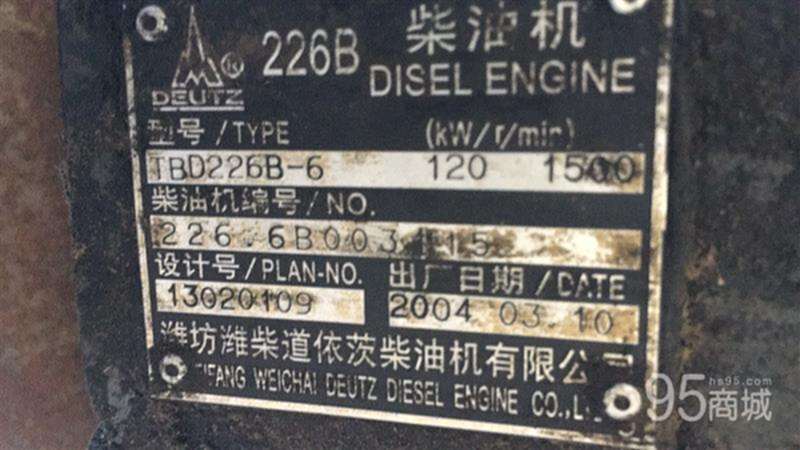 226B 柴油机
DEUTZ ® DISEL ENGINE
型号/TYPE (kW/r/min)
TBD226B-6 120 1500
柴油机编号/NO.
设计号/PLAN-NO. 出厂日期/DATE
13020109 2004 03.10
潍坊潍柴道依茨柴油机有限公司
WEICHAI DEUTZ DIESEL ENGINE CO.,
hs95.com
95商城